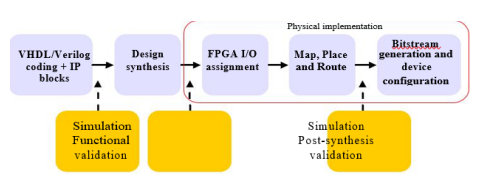 Physical implementation
VHDL/Verilog
coding + IP
blocks
Design
synthesis
FPGA I/O
assignment
Map, Place
and Route
Bitstream
generation and
device
configuration
Simulation
Functional
validation
Simulation
Post-synthesis
validation